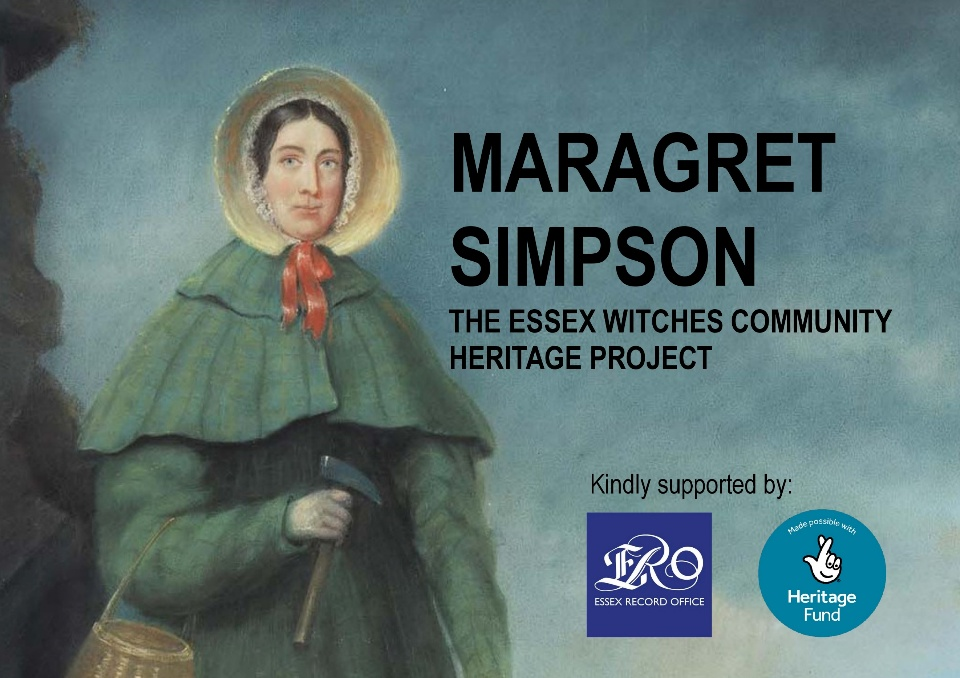 MARAGRET
SIMPSON
THE ESSEX WITCHES COMMUNITY
HERITAGE PROJECT
Kindly supported by:
ERO
ESSEX RECORD OFFICE
Made possible with
Heritage
Fund